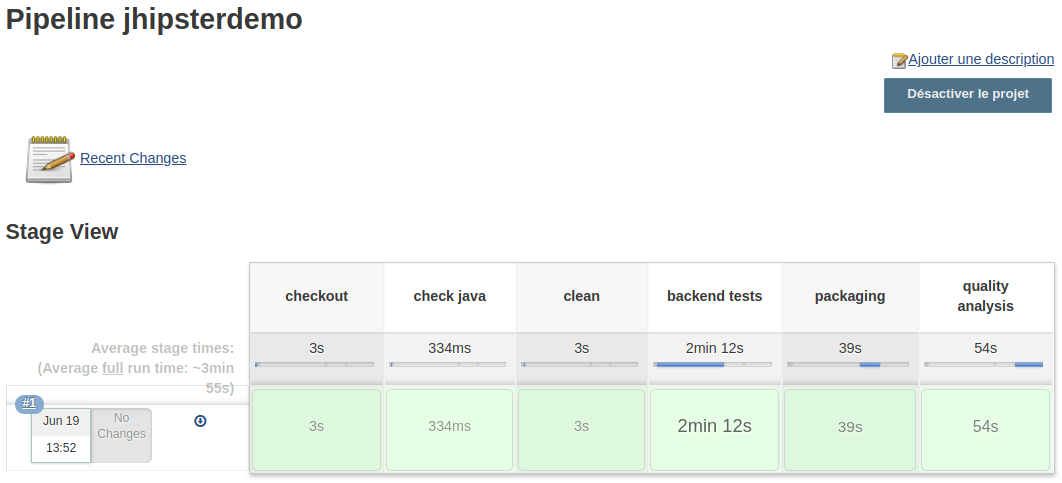 Pipeline jhipsterdemo
Ajouter une description
Désactiver le projet
Recent Changes
Stage View
checkout
check java
clean
backend tests
packaging
quality
analysis
Average stage times:
(Average full run time: ~3min
55s)
3s
334ms
3s
2min 12s
39s
54s
#1
Jun 19
13:52
No
Changes
3s
334ms
3s
2min 12s
39s
54s